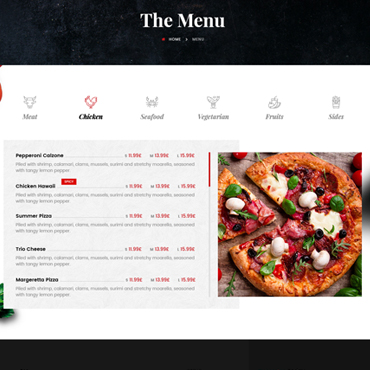 The Menu
HOME > MENU
Meat Chicken Seafood Vegetarian Fruits Sides
Pepperoni Calzone S 11.99£ M 13.99£ L 15.99£
Filled with shrimp, calamari, clams, mussels, surimi and stretchy mozarella, seasoned
with tangy lemon pepper.
SPICY
Chicken Hawaii S 11.99£ M 13.99£ L 15.99£
Filled with shrimp, calamari, clams, mussels, surimi and stretchy mozarella, seasoned
with tangy lemon pepper.
Summer Pizza S 11.99£ M 13.99£ L 15.99£
Filled with shrimp, calamari, clams, mussels, surimi and stretchy mozarella, seasoned
with tangy lemon pepper.
Trio Cheese S 11.99£ M 13.99£ L 15.99£
Filled with shrimp, calamari, clams, mussels, surimi and stretchy mozarella, seasoned
with tangy lemon pepper.
Margeretta Pizza S 11.99£ M 13.99£ L 15.99£
Filled with shrimp, calamari, clams, mussels, surimi and stretchy mozarella, seasoned
with tangy lemon pepper.